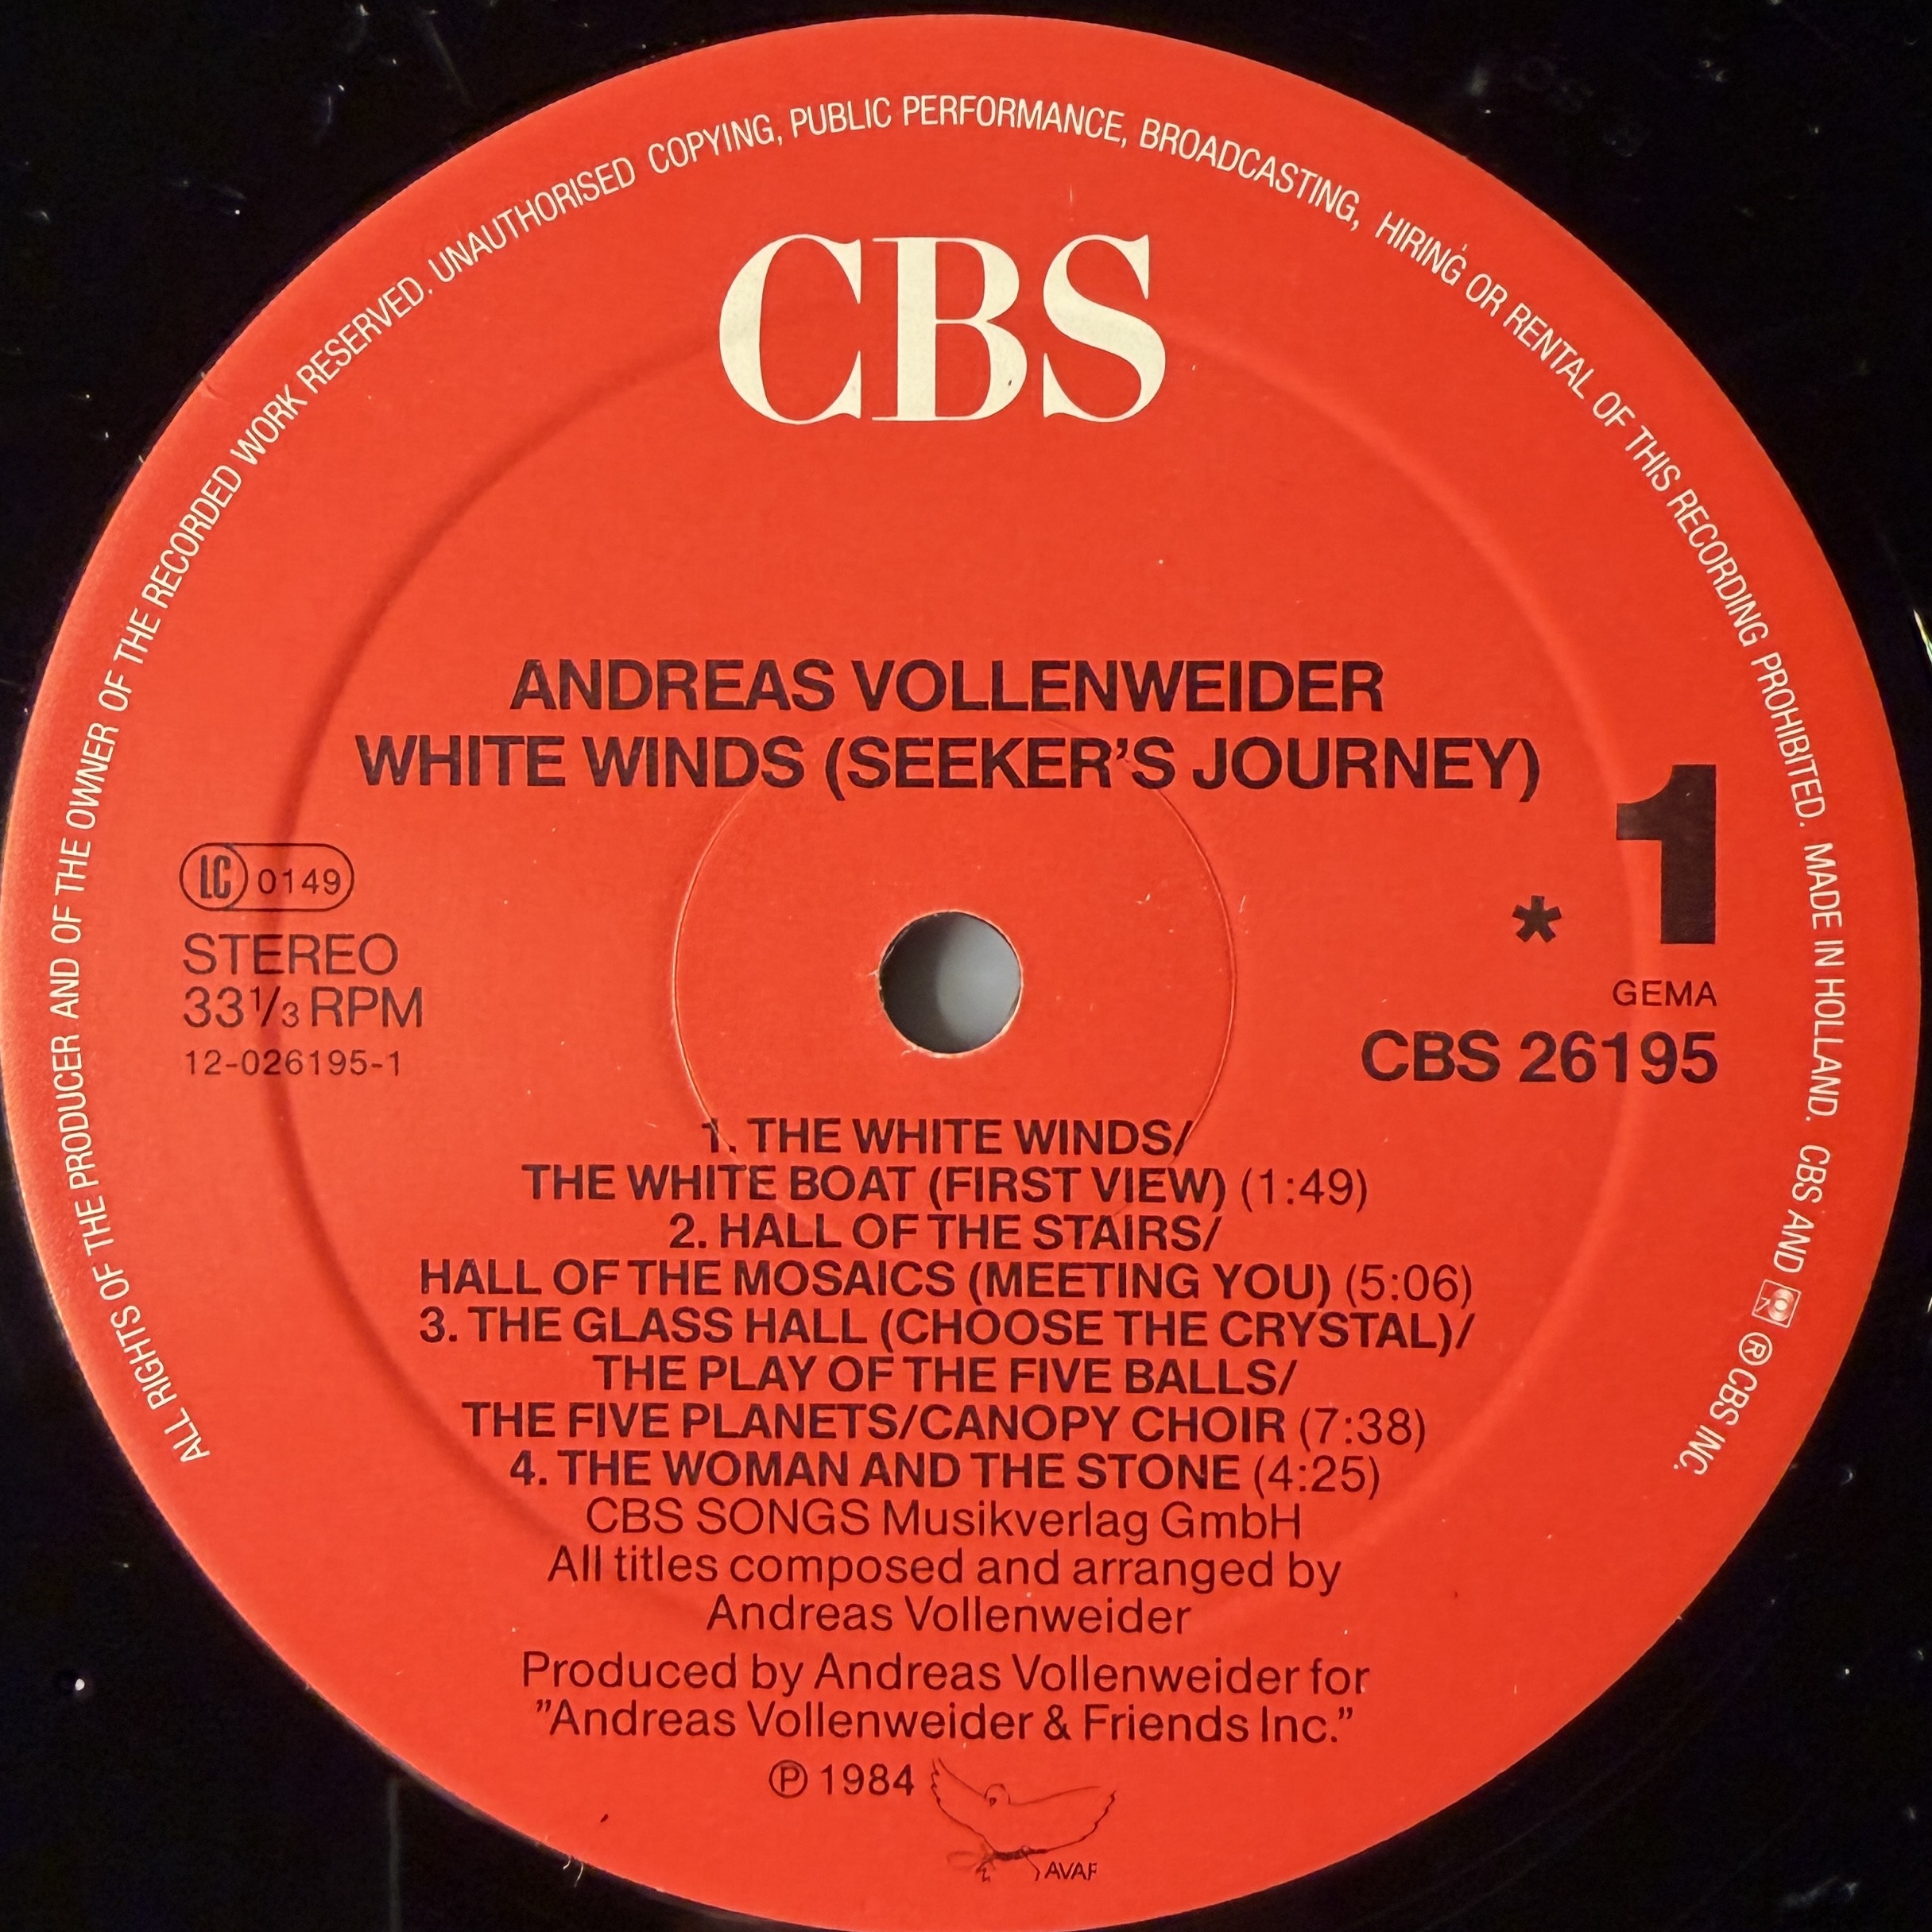 ALL RIGHTS OF THE PRODUCER AND OF THE OWNER OF THE RECORDED WORK RESERVED. UNAUTHORISED COPYING, PUBLIC PERFORMANCE, BROADCASTING, HIRING OR RENTAL OF THIS RECORDING PROHIBITED. MADE IN HOLLAND. CBS AND ® CBS INC.
CBS
ANDREAS VOLLENWEIDER
WHITE WINDS (SEEKER'S JOURNEY)
LC 0149
STEREO
33 1/3 RPM
12-026195-1
1
*
GEMA
CBS 26195
1. THE WHITE WINDS/
THE WHITE BOAT (FIRST VIEW) (1:49)
2. HALL OF THE STAIRS/
HALL OF THE MOSAICS (MEETING YOU) (5:06)
3. THE GLASS HALL (CHOOSE THE CRYSTAL)/
THE PLAY OF THE FIVE BALLS/
THE FIVE PLANETS/CANOPY CHOIR (7:38)
4. THE WOMAN AND THE STONE (4:25)
CBS SONGS Musikverlag GmbH
All titles composed and arranged by
Andreas Vollenweider
Produced by Andreas Vollenweider for
"Andreas Vollenweider & Friends Inc."
℗ 1984
AVAF